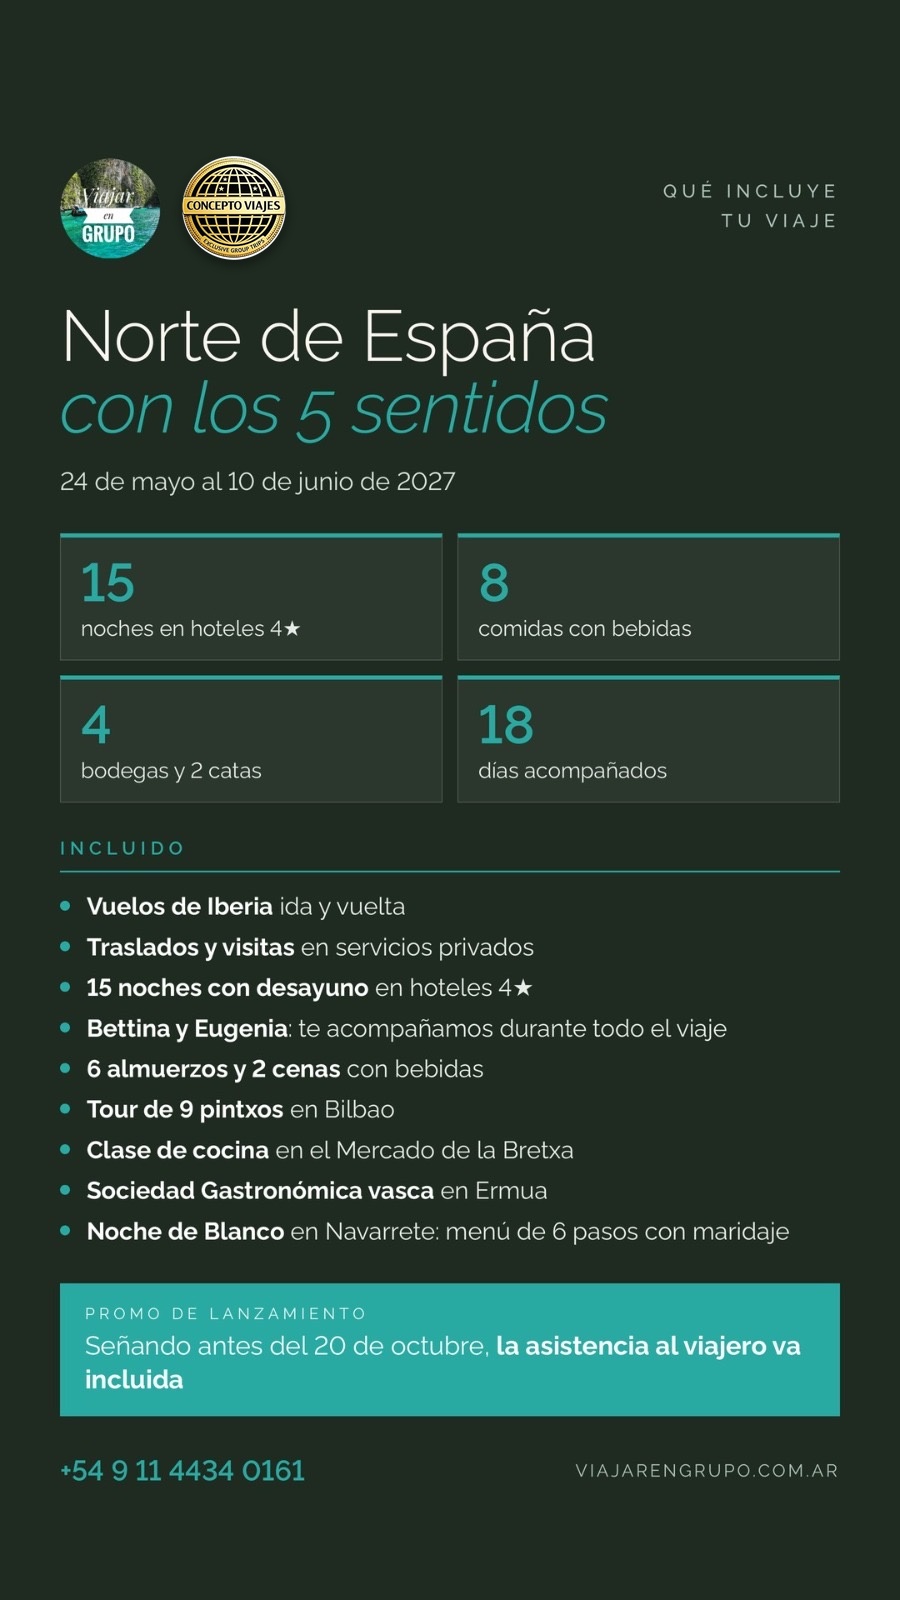 Viajar
en
GRUPO
CONCEPTO VIAJES
EXCLUSIVE GROUP TRIPS
QUÉ INCLUYE
TU VIAJE
Norte de España
con los 5 sentidos
24 de mayo al 10 de junio de 2027
15
noches en hoteles 4★
8
comidas con bebidas
4
bodegas y 2 catas
18
días acompañados
INCLUIDO
• Vuelos de Iberia ida y vuelta
• Traslados y visitas en servicios privados
• 15 noches con desayuno en hoteles 4★
• Bettina y Eugenia: te acompañamos durante todo el viaje
• 6 almuerzos y 2 cenas con bebidas
• Tour de 9 pintxos en Bilbao
• Clase de cocina en el Mercado de la Bretxa
• Sociedad Gastronómica vasca en Ermua
• Noche de Blanco en Navarrete: menú de 6 pasos con maridaje
PROMO DE LANZAMIENTO
Señando antes del 20 de octubre, la asistencia al viajero va
incluida
+54 9 11 4434 0161
VIAJARENGRUPO.COM.AR